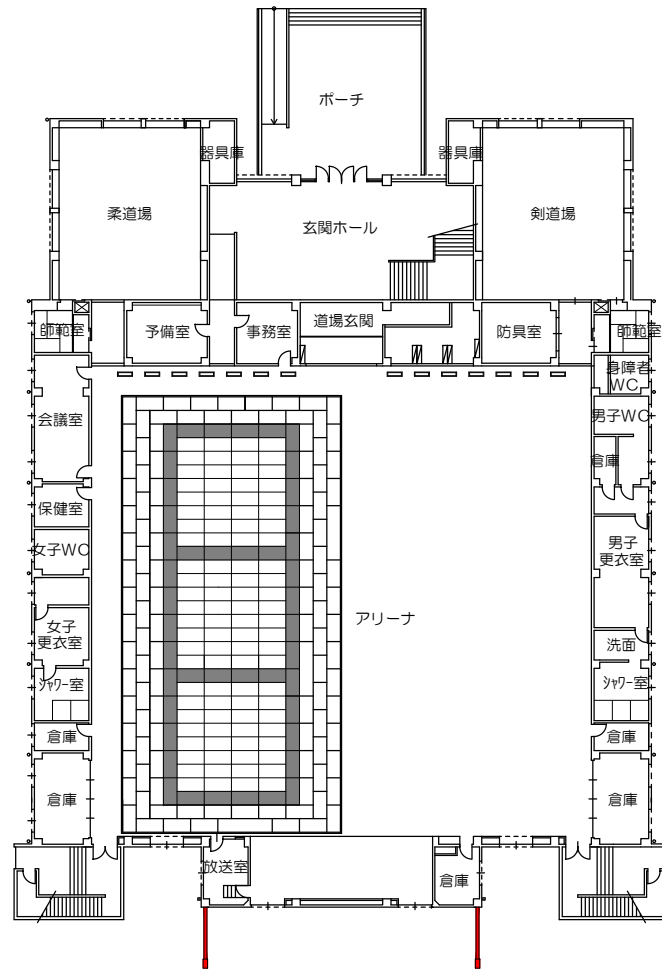 ポーチ
器具庫
器具庫
柔道場
玄関ホール
剣道場
師範室
予備室
事務室
道場玄関
防具室
師範室
身障者
WC
会議室
男子WC
倉庫
保健室
女子WC
男子
更衣室
アリーナ
女子
更衣室
洗面
シャワー室
シャワー室
倉庫
倉庫
倉庫
倉庫
放送室
倉庫